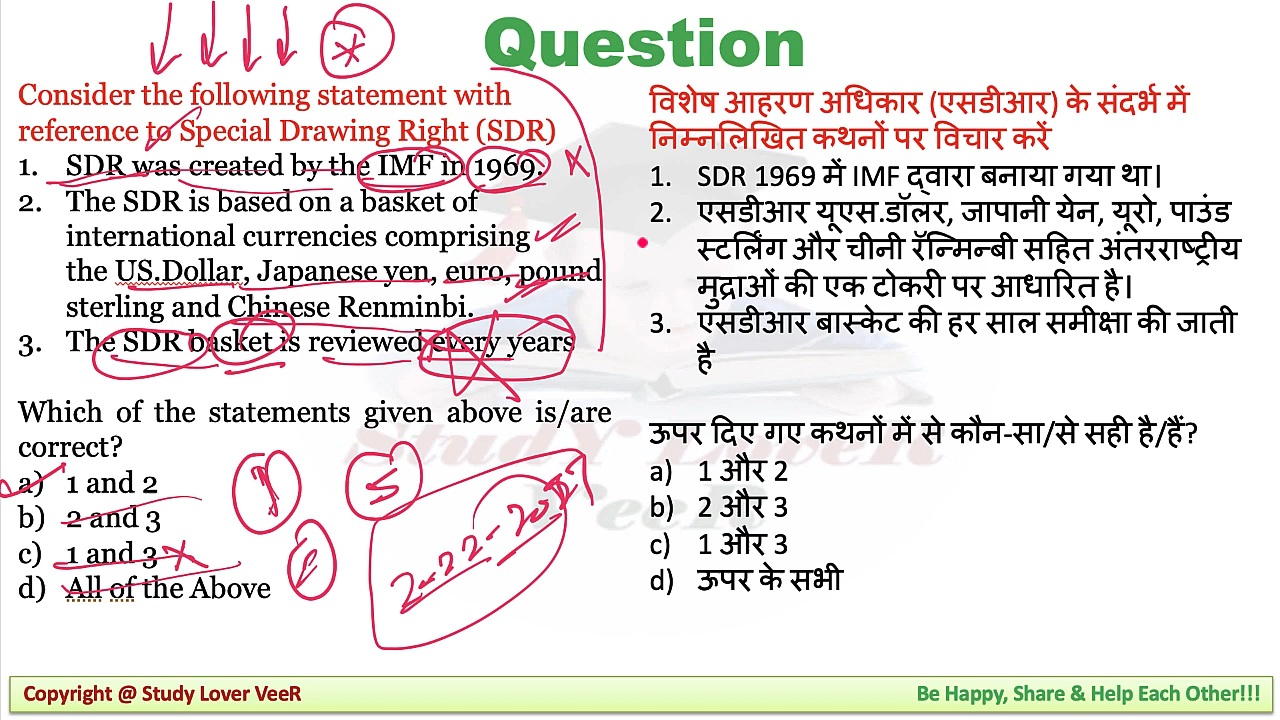 Question
Consider the following statement with
reference to Special Drawing Right (SDR)
1. SDR was created by the IMF in 1969.
2. The SDR is based on a basket of
international currencies comprising
the US.Dollar, Japanese yen, euro, pound
sterling and Chinese Renminbi.
3. The SDR basket is reviewed every years
Which of the statements given above is/are
correct?
a) 1 and 2
b) 2 and 3
c) 1 and 3
d) All of the Above
5
विशेष आहरण अधिकार (एसडीआर) के संदर्भ में
निम्नलिखित कथनों पर विचार करें
1. SDR 1969 में IMF द्वारा बनाया गया था।
2. एसडीआर यूएस.डॉलर, जापानी येन, यूरो, पाउंड
स्टर्लिंग और चीनी रॅन्मिन्बी सहित अंतरराष्ट्रीय
मुद्राओं की एक टोकरी पर आधारित है।
3. एसडीआर बास्केट की हर साल समीक्षा की जाती
है
ऊपर दिए गए कथनों में से कौन-सा/से सही है/हैं?
a) 1 और 2
b) 2 और 3
c) 1 और 3
d) ऊपर के सभी
StudY LoveR
VeeR
Copyright @ Study Lover VeeR
Be Happy, Share & Help Each Other!!!